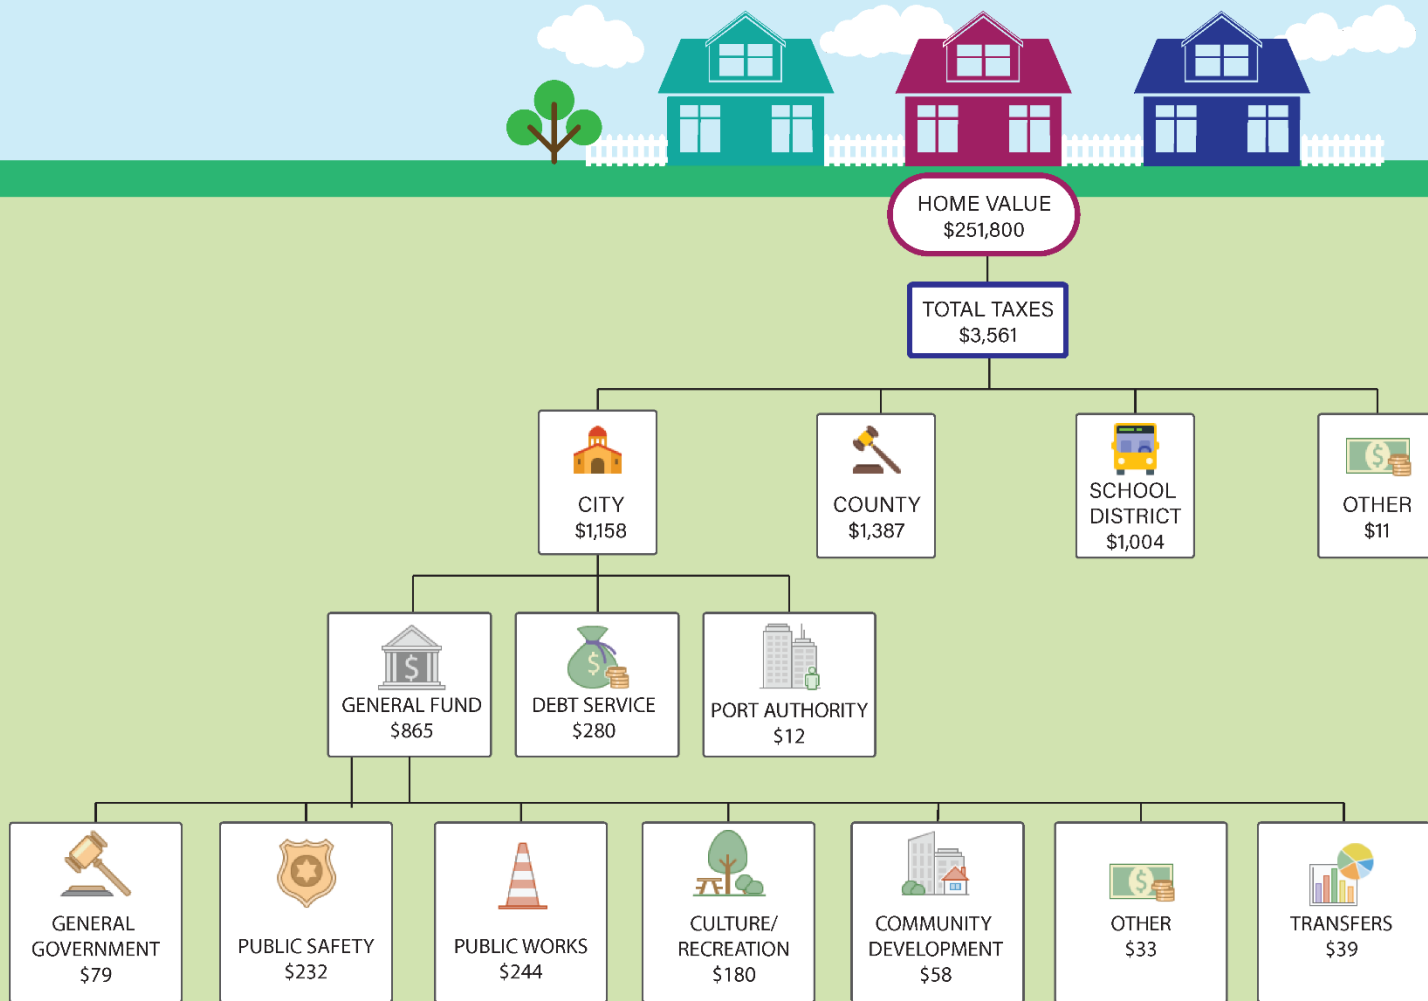 HOME VALUE
$251,800
TOTAL TAXES
$3,561
CITY
$1,158
COUNTY
$1,387
SCHOOL
DISTRICT
$1,004
OTHER
$11
GENERAL FUND
$865
DEBT SERVICE
$280
PORT AUTHORITY
$12
GENERAL
GOVERNMENT
$79
PUBLIC SAFETY
$232
PUBLIC WORKS
$244
CULTURE/
RECREATION
$180
COMMUNITY
DEVELOPMENT
$58
OTHER
$33
TRANSFERS
$39